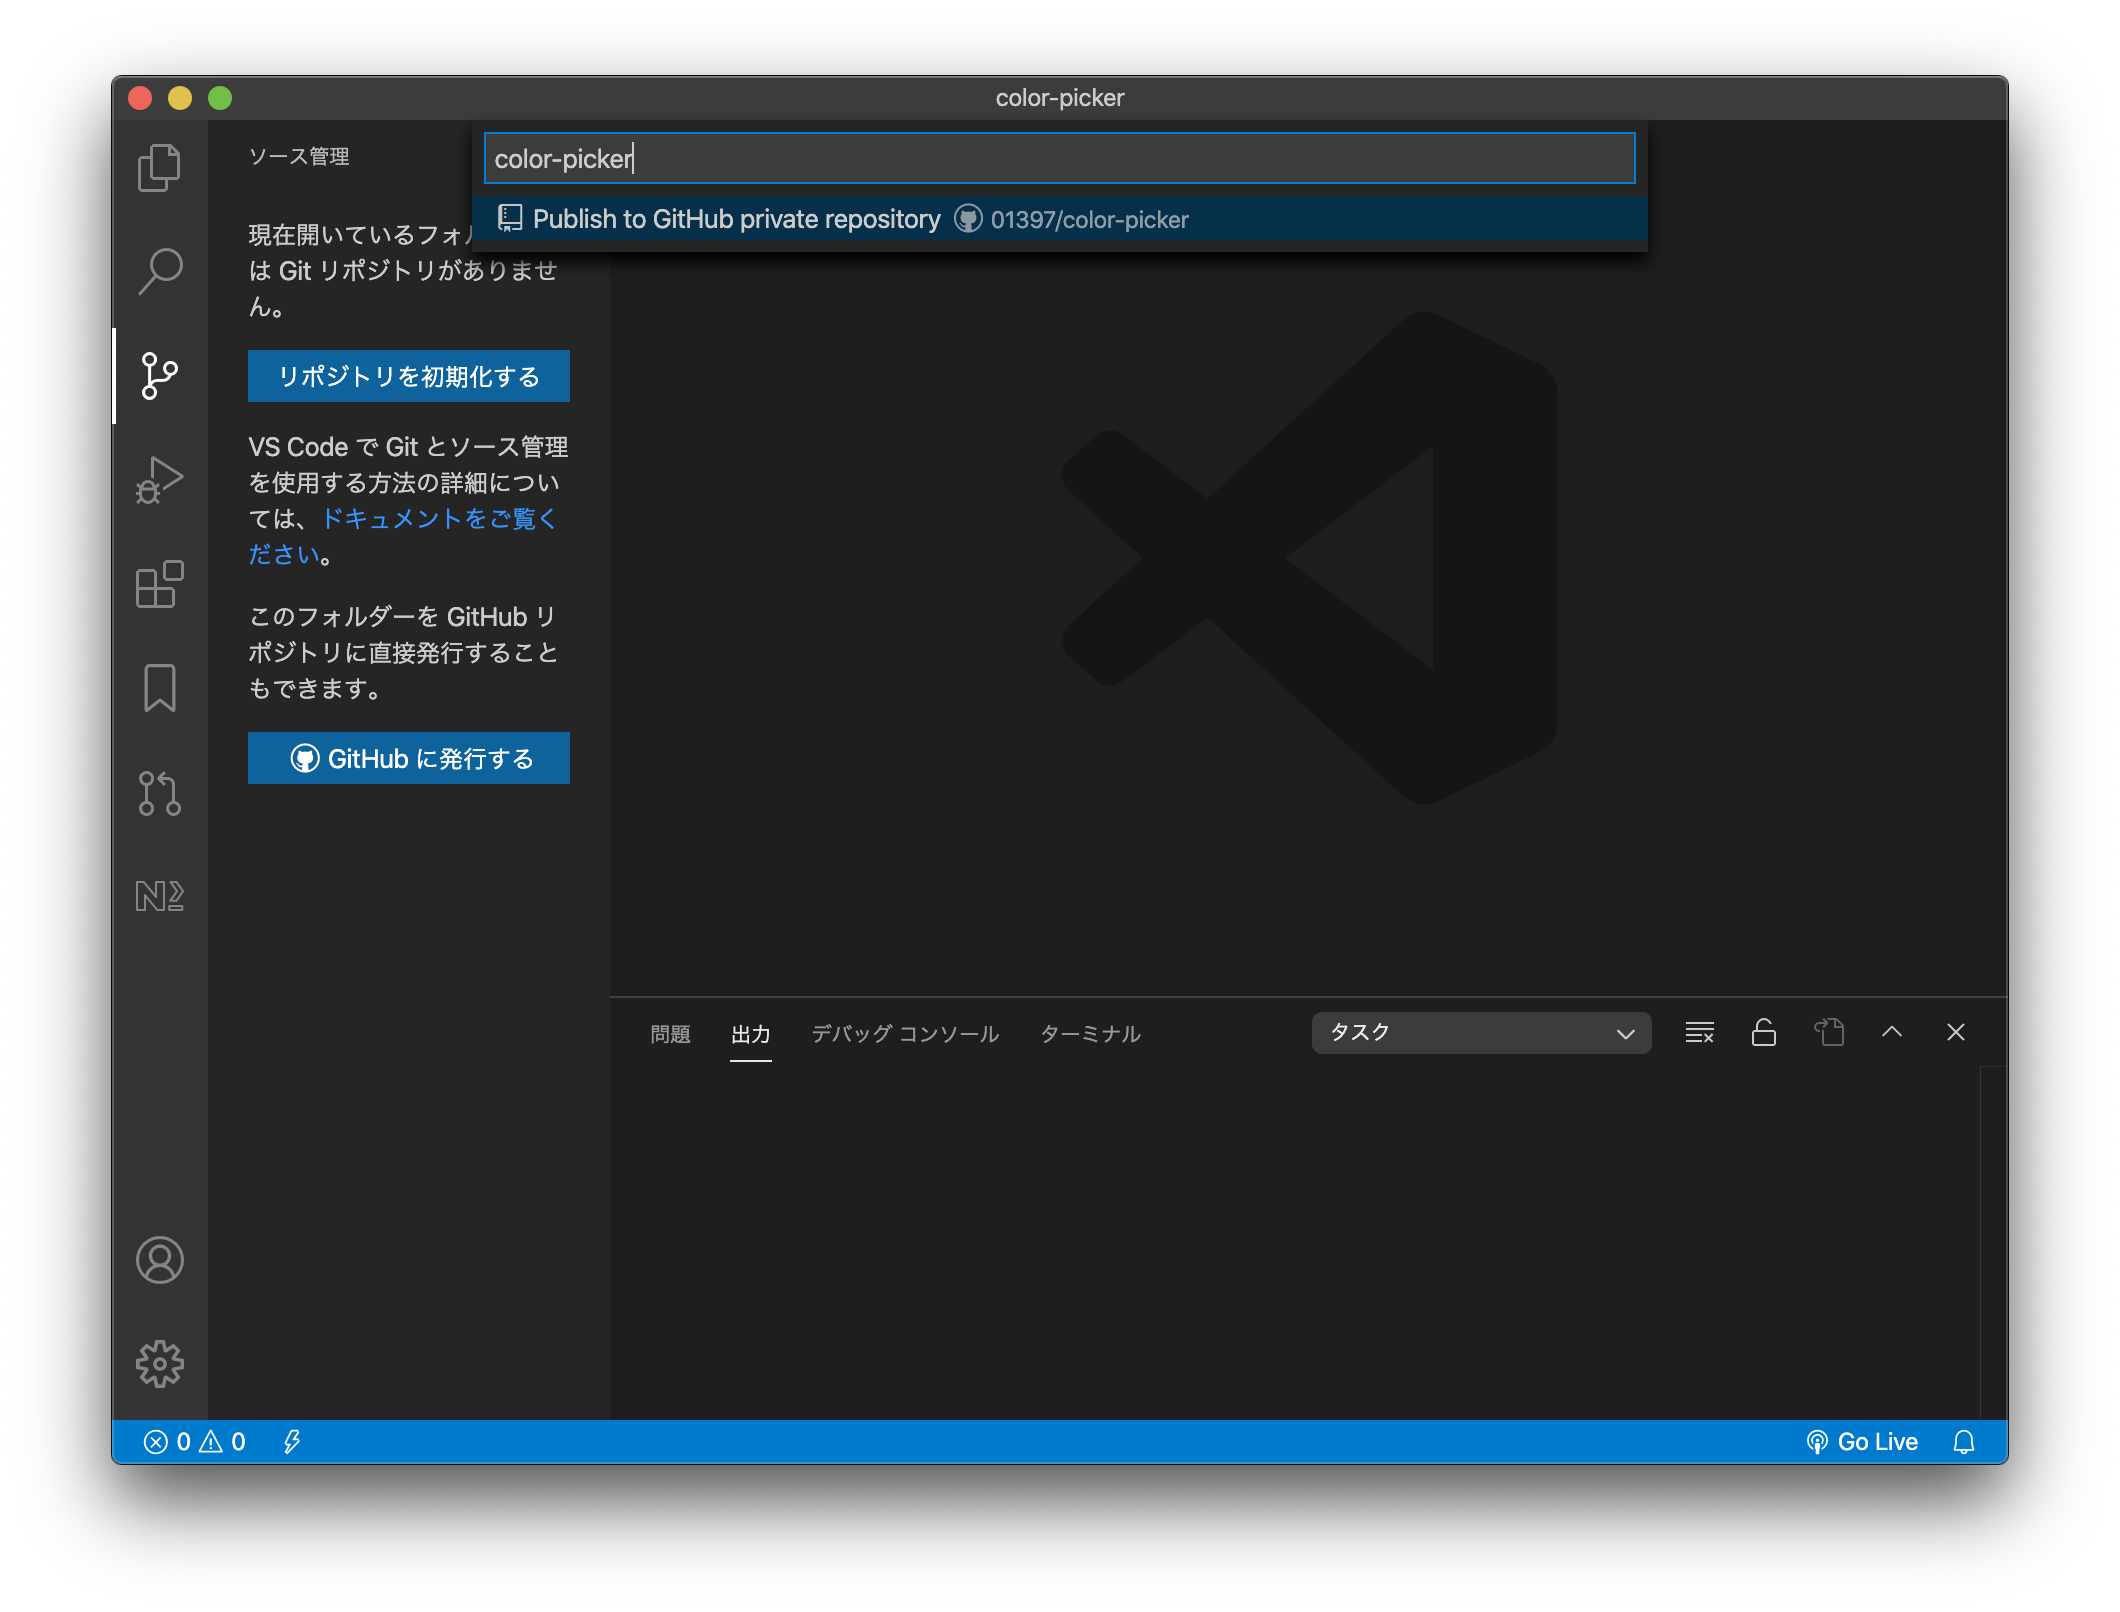 color-picker
ソース管理
color-picker
Publish to GitHub private repository 01397/color-picker
現在開いているフォ
は Git リポジトリがありませ
ん。
リポジトリを初期化する
VS Code で Git とソース管理
を使用する方法の詳細につい
ては、ドキュメントをご覧く
ださい。
このフォルダーを GitHub リ
ポジトリに直接発行すること
もできます。
GitHub に発行する
問題 出力 デバッグ コンソール ターミナル タスク
0 0 Go Live